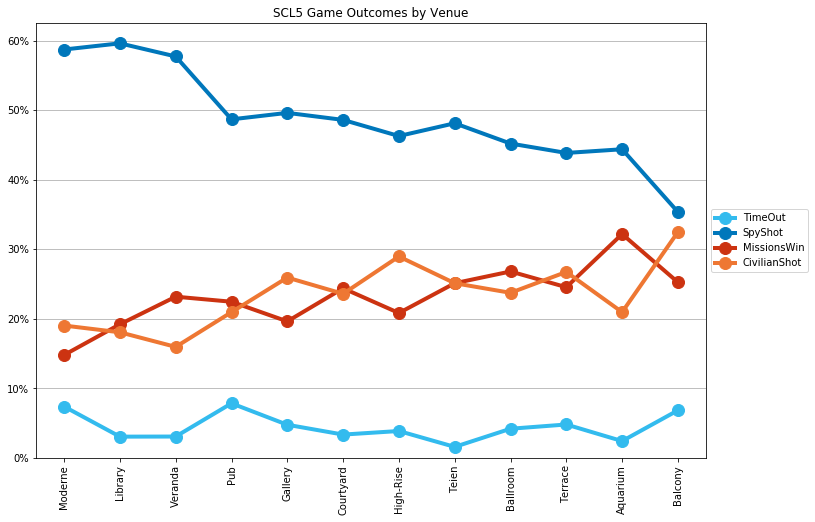 SCL5 Game Outcomes by Venue
60%
50%
40%
30%
20%
10%
0%
Moderne
Library
Veranda
Pub
Gallery
Courtyard
High-Rise
Teien
Ballroom
Terrace
Aquarium
Balcony
TimeOut
SpyShot
MissionsWin
CivilianShot